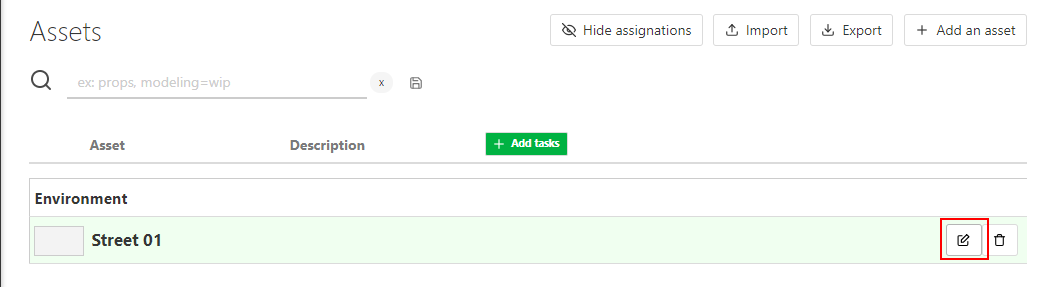 Assets
Hide assignations
Import
Export
+ Add an asset
ex: props, modeling=wip
x
Asset
Description
+ Add tasks
Environment
Street 01